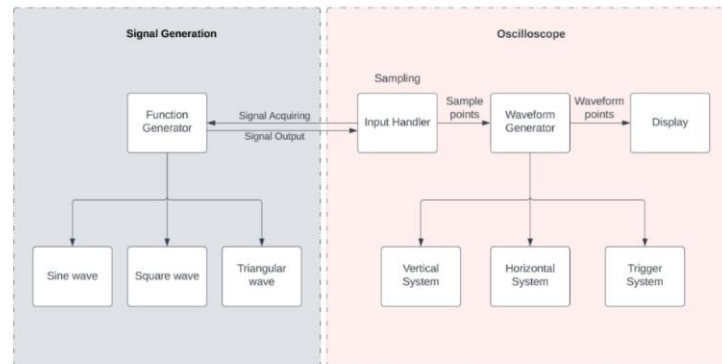 Signal Generation
Oscilloscope
Sampling
Function
Generator
Signal Acquiring
Signal Output
Input Handler
Sample
points
Waveform
Generator
Waveform
points
Display
Sine wave
Square wave
Triangular
wave
Vertical
System
Horizontal
System
Trigger
System